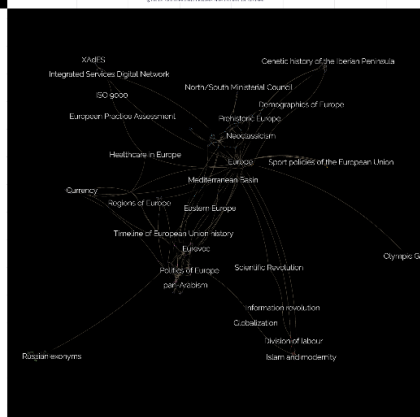 XAdES
Genetic history of the Iberian Peninsula
Integrated Services Digital Network
North/South Ministerial Council
ISO 9000
Demographics of Europe
European Practice Assessment
Prehistoric Europe
Neoclassicism
Healthcare in Europe
Europe
Sport policies of the European Union
Mediterranean Basin
Currency
Regions of Europe
Eastern Europe
Timeline of European Union history
Eurovoc
Olympic G
Politics of Europe
Scientific Revolution
pan-Arabism
Information revolution
Globalization
Division of labour
Russian exonyms
Islam and modernity